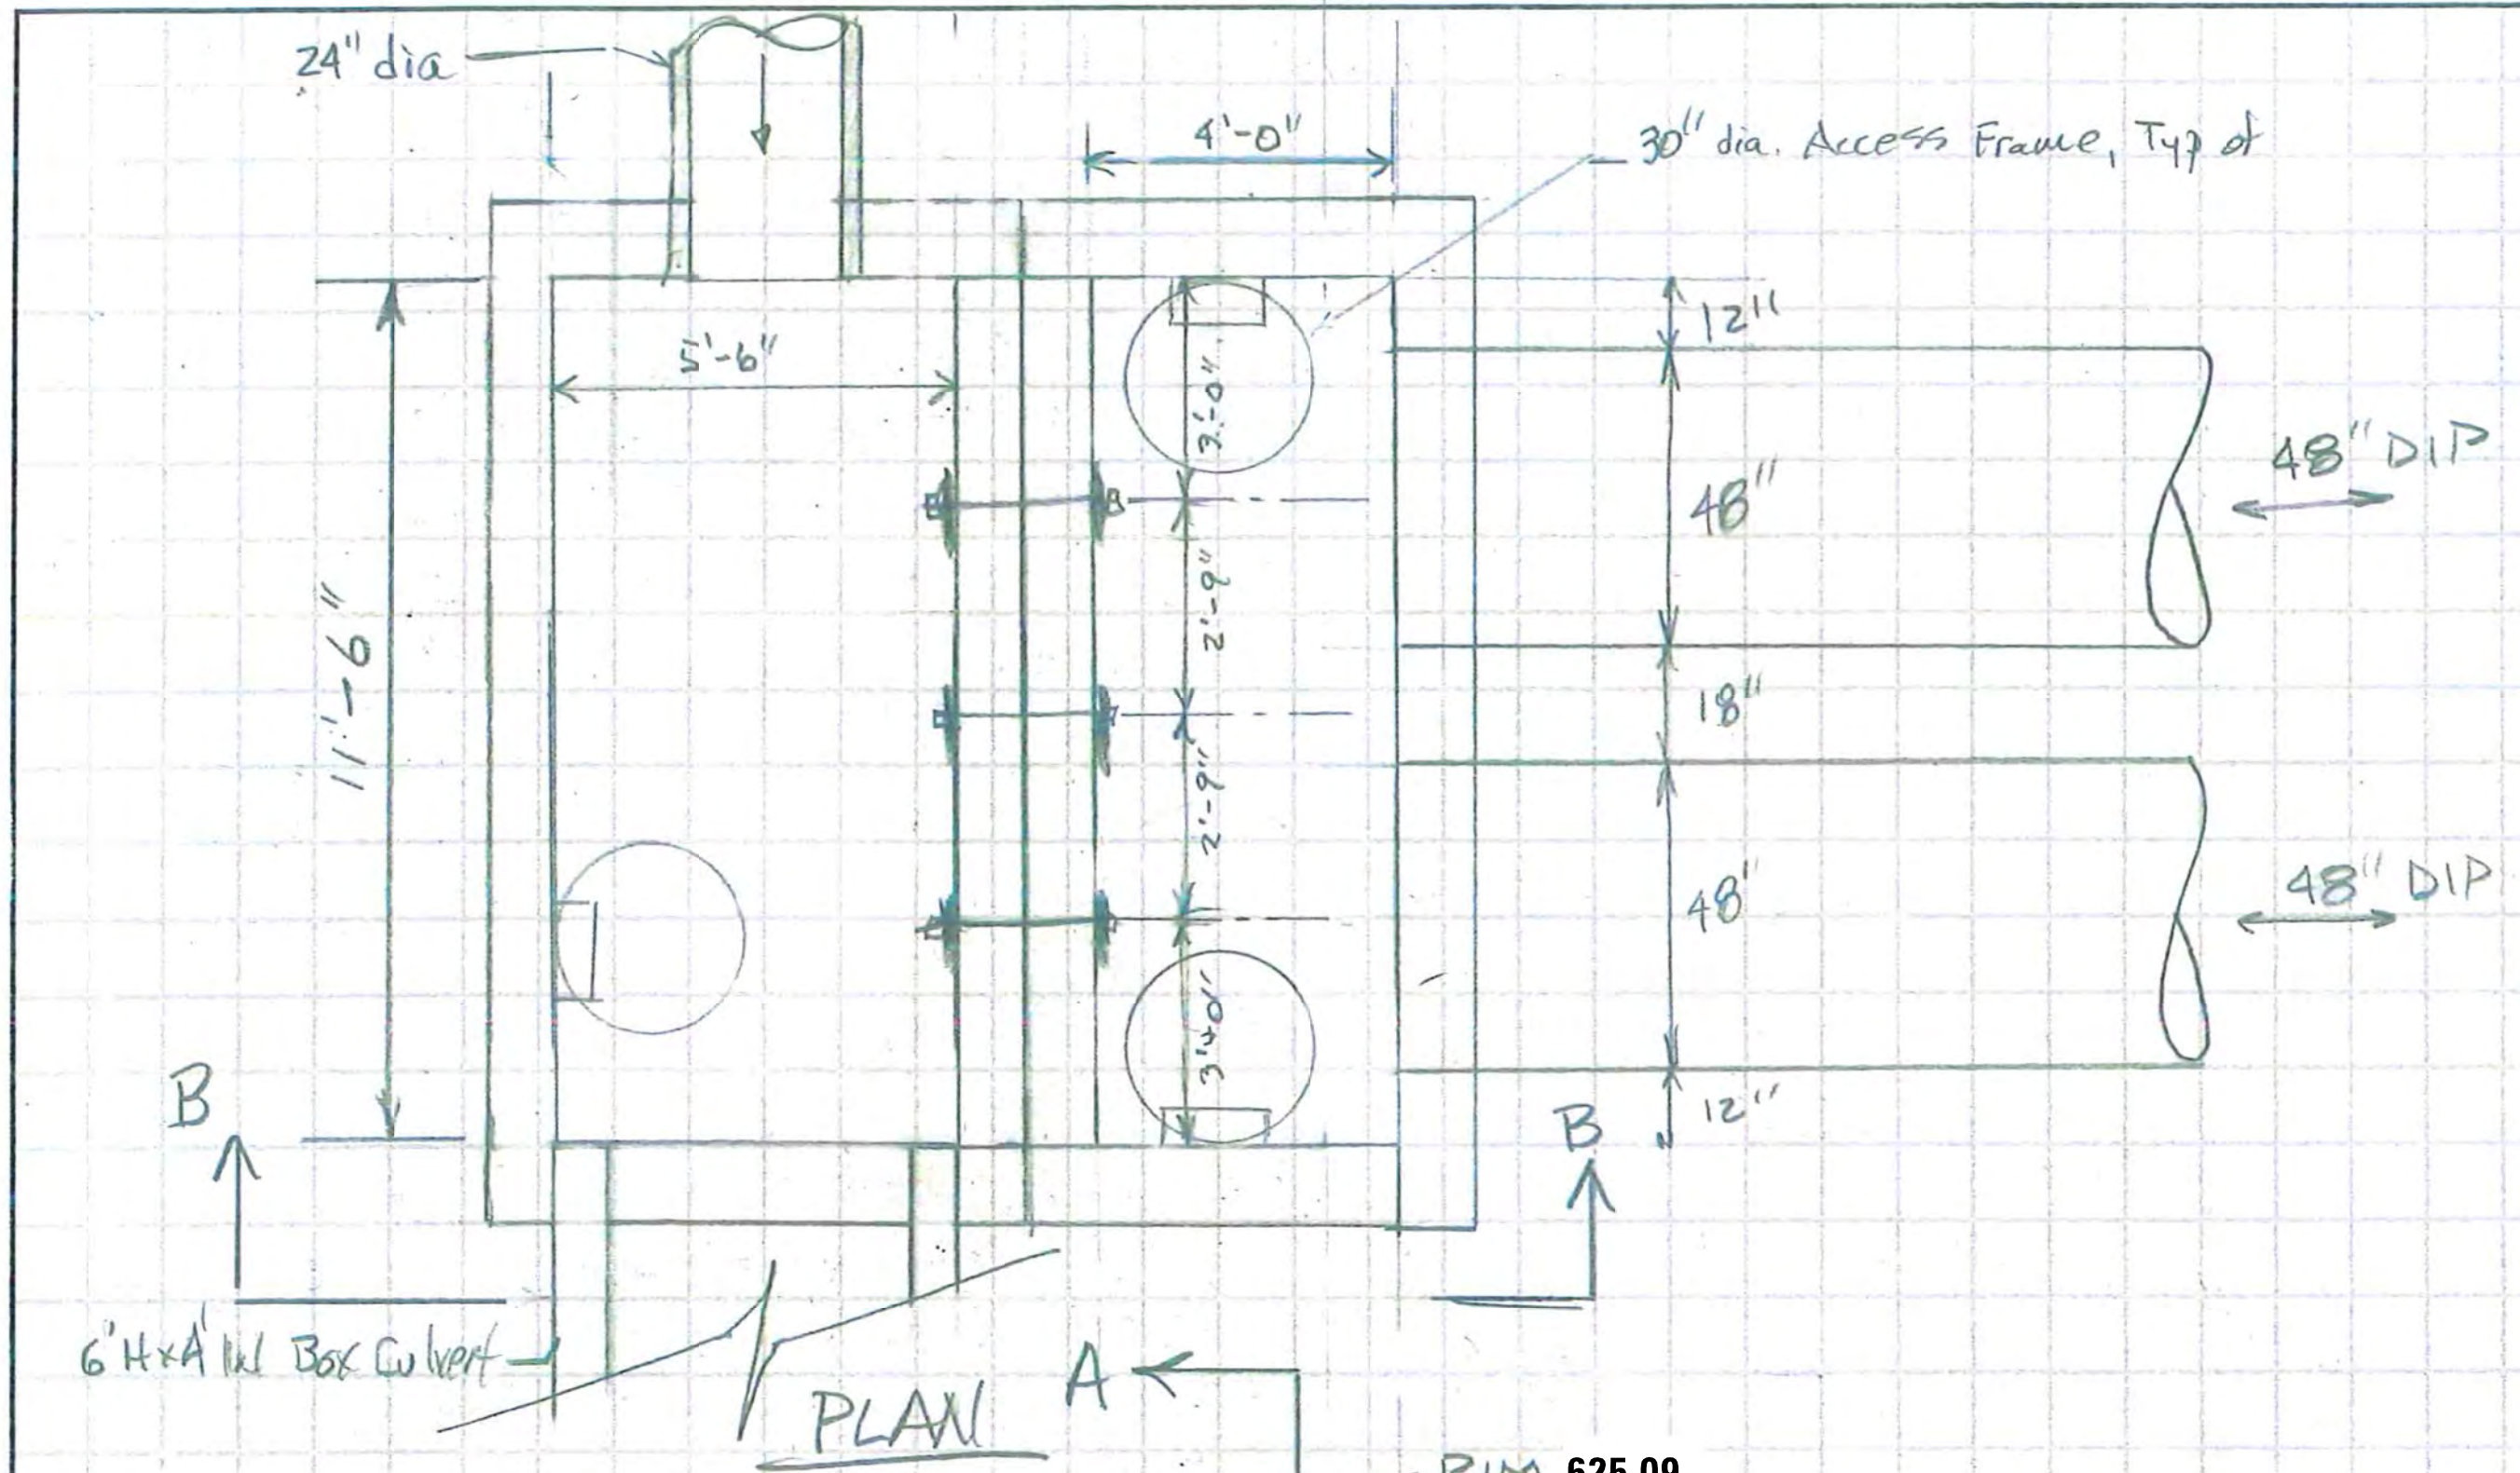 24" dia
4'-0"
30" dia. Access Frame, Typ of
5'-6"
12"
3'-0"
48"
48" DIP
2'-9"
11'-6"
18"
2'-9"
48"
48" DIP
3'-0"
12"
B
B
6'H x 4' Box Culvert
A
PLAN
RIM 625.09